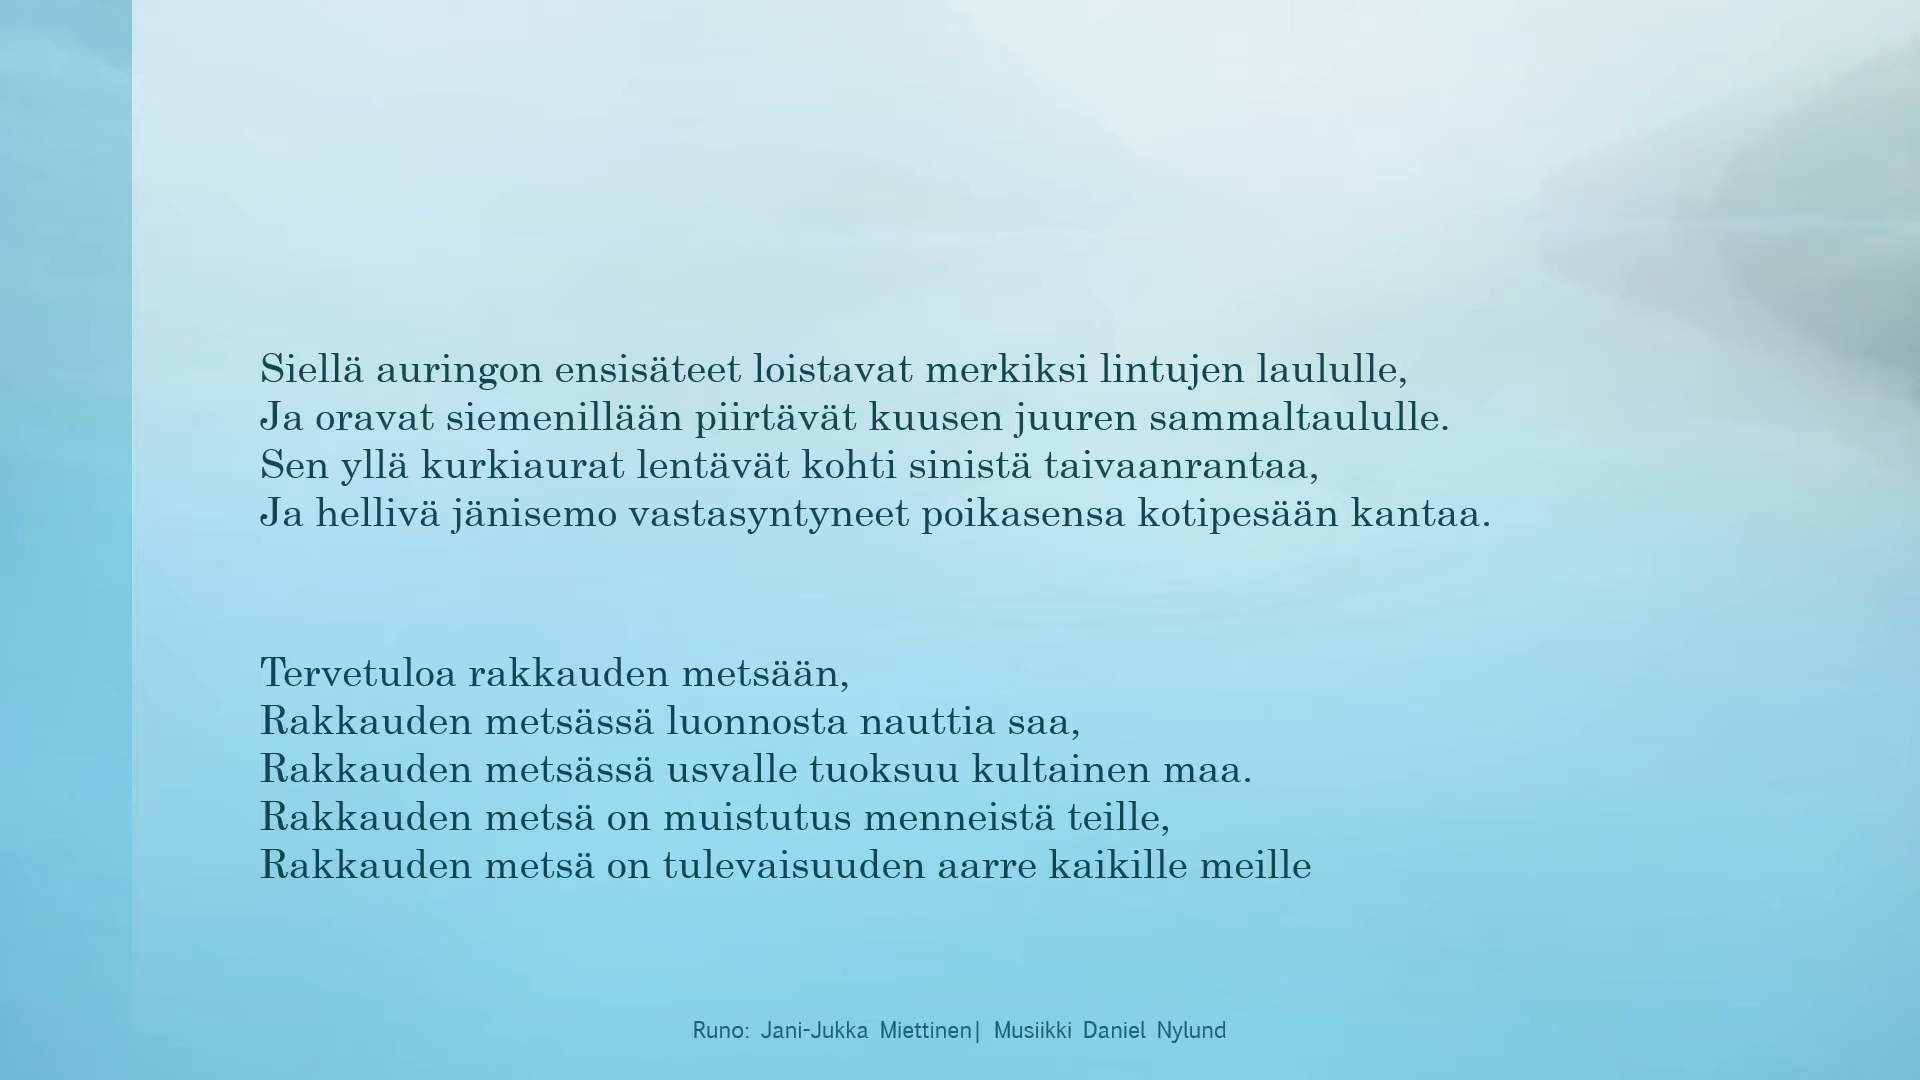 Siellä auringon ensisäteet loistavat merkiksi lintujen laululle,
Ja oravat siemenillään piirtävät kuusen juuren sammaltaululle.
Sen yllä kurkiaurat lentävät kohti sinistä taivaanrantaa,
Ja hellivä jänisemo vastasyntyneet poikasensa kotipesään kantaa.
Tervetuloa rakkauden metsään,
Rakkauden metsässä luonnosta nauttia saa,
Rakkauden metsässä usvalle tuoksuu kultainen maa.
Rakkauden metsä on muistutus menneistä teille,
Rakkauden metsä on tulevaisuuden aarre kaikille meille
Runo: Jani-Jukka Miettinen| Musiikki Daniel Nylund